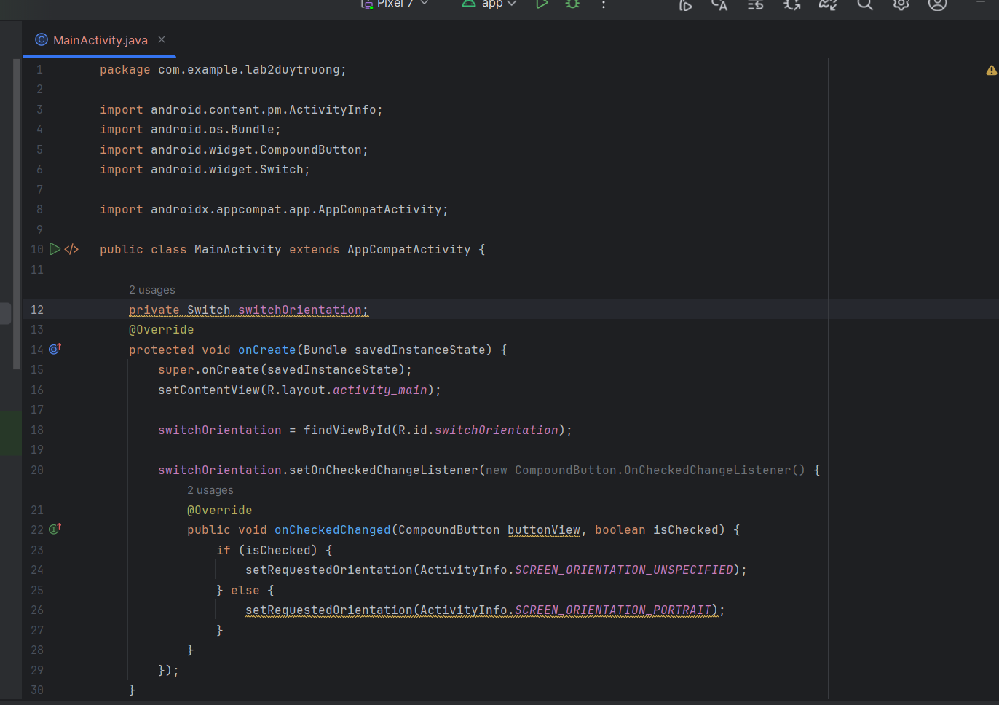 Pixel 7 app
MainActivity.java
1 package com.example.lab2duytruong;
2
3 import android.content.pm.ActivityInfo;
4 import android.os.Bundle;
5 import android.widget.CompoundButton;
6 import android.widget.Switch;
7
8 import androidx.appcompat.app.AppCompatActivity;
9
10 public class MainActivity extends AppCompatActivity {
11
2 usages
12 private Switch switchOrientation;
13 @Override
14 protected void onCreate(Bundle savedInstanceState) {
15 super.onCreate(savedInstanceState);
16 setContentView(R.layout.activity_main);
17
18 switchOrientation = findViewById(R.id.switchOrientation);
19
20 switchOrientation.setOnCheckedChangeListener(new CompoundButton.OnCheckedChangeListener() {
2 usages
21 @Override
22 public void onCheckedChanged(CompoundButton buttonView, boolean isChecked) {
23 if (isChecked) {
24 setRequestedOrientation(ActivityInfo.SCREEN_ORIENTATION_UNSPECIFIED);
25 } else {
26 setRequestedOrientation(ActivityInfo.SCREEN_ORIENTATION_PORTRAIT);
27 }
28 }
29 });
30 }